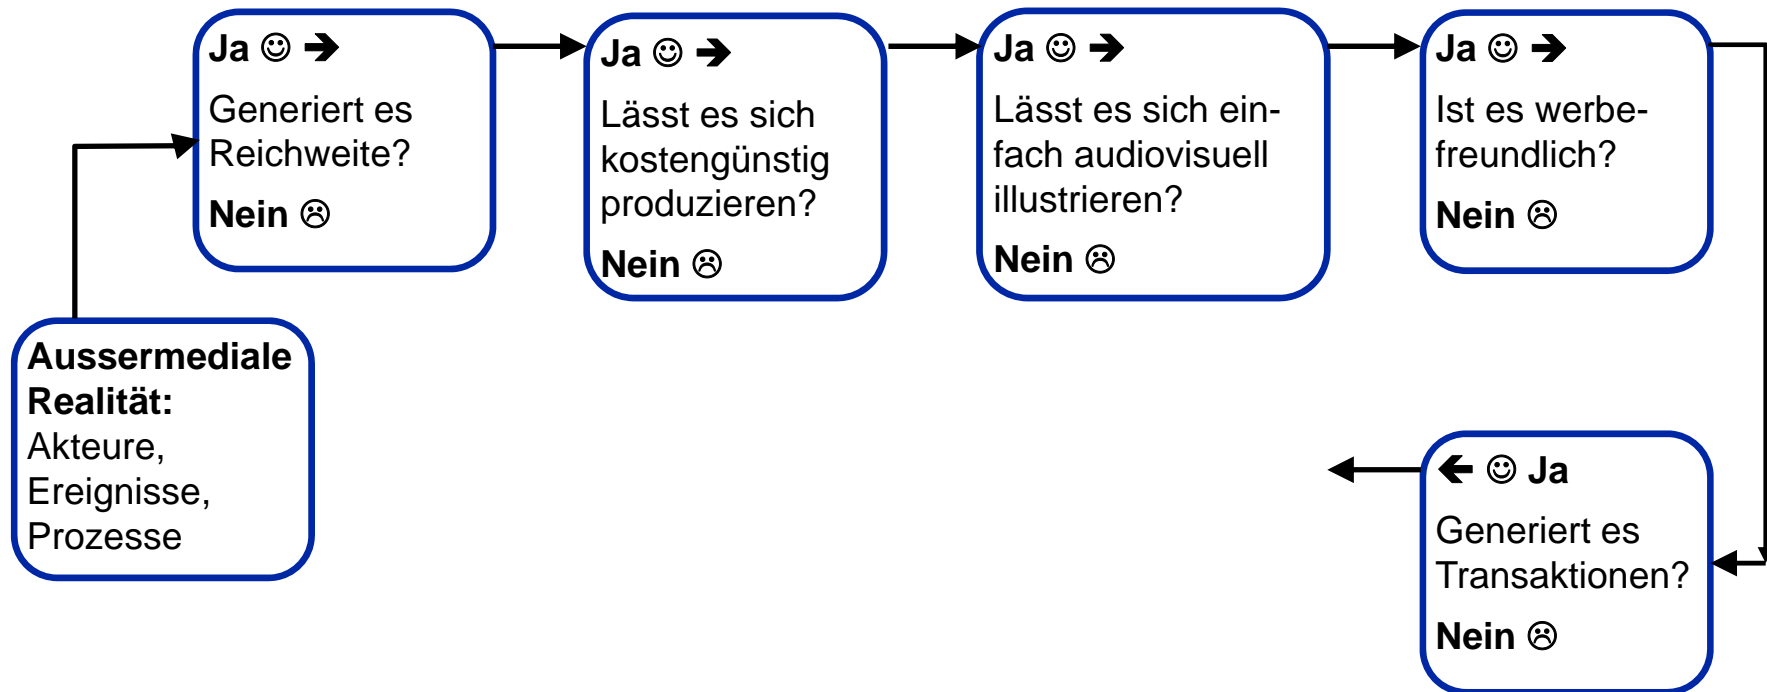 Ja ☺ ➔
Generiert es
Reichweite?
Nein ☹
Ja ☺ ➔
Lässt es sich
kostengünstig
produzieren?
Nein ☹
Ja ☺ ➔
Lässt es sich ein-
fach audiovisuell
illustrieren?
Nein ☹
Ja ☺ ➔
Ist es werbe-
freundlich?
Nein ☹
Aussermediale
Realität:
Akteure,
Ereignisse,
Prozesse
🡸 ☺ Ja
Generiert es
Transaktionen?
Nein ☹